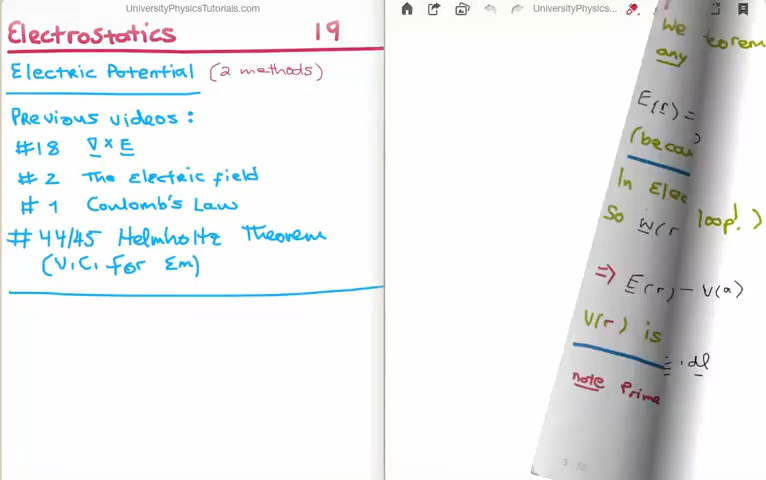 UniversityPhysicsTutorials.com
Electrostatics 19
Electric Potential (2 methods)
Previous videos:
#18 ∇ × E
#2 The Electric field
#1 Coulomb's Law
#44/45 Helmholtz Theorem
(V.C. for Em)
UniversityPhysics...
We
any
E(r) =
(becau
In Elec loop!)
So W(r
=> E(r) - V(a)
V(r) is
. dl
note Prime